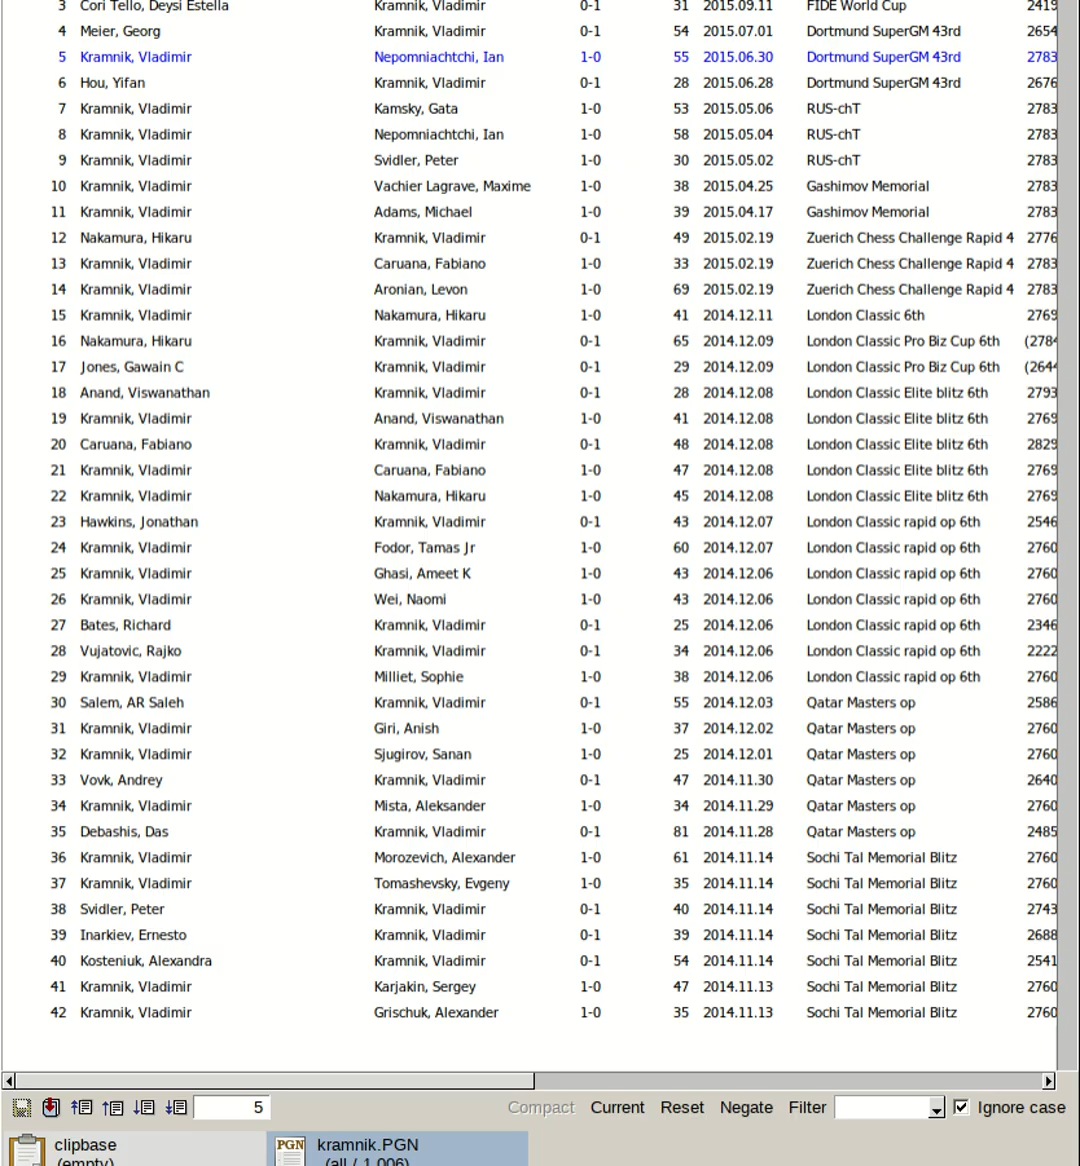 3 Cori Tello, Deysi Estella Kramnik, Vladimir 0-1 31 2015.09.11 FIDE World Cup 2419
4 Meier, Georg Kramnik, Vladimir 0-1 54 2015.07.01 Dortmund SuperGM 43rd 2654
5 Kramnik, Vladimir Nepomniachtchi, Ian 1-0 55 2015.06.30 Dortmund SuperGM 43rd 2783
6 Hou, Yifan Kramnik, Vladimir 0-1 28 2015.06.28 Dortmund SuperGM 43rd 2676
7 Kramnik, Vladimir Kamsky, Gata 1-0 53 2015.05.06 RUS-chT 2783
8 Kramnik, Vladimir Nepomniachtchi, Ian 1-0 58 2015.05.04 RUS-chT 2783
9 Kramnik, Vladimir Svidler, Peter 1-0 30 2015.05.02 RUS-chT 2783
10 Kramnik, Vladimir Vachier Lagrave, Maxime 1-0 38 2015.04.25 Gashimov Memorial 2783
11 Kramnik, Vladimir Adams, Michael 1-0 39 2015.04.17 Gashimov Memorial 2783
12 Nakamura, Hikaru Kramnik, Vladimir 0-1 49 2015.02.19 Zuerich Chess Challenge Rapid 4 2776
13 Kramnik, Vladimir Caruana, Fabiano 1-0 33 2015.02.19 Zuerich Chess Challenge Rapid 4 2783
14 Kramnik, Vladimir Aronian, Levon 1-0 69 2015.02.19 Zuerich Chess Challenge Rapid 4 2783
15 Kramnik, Vladimir Nakamura, Hikaru 1-0 41 2014.12.11 London Classic 6th 2769
16 Nakamura, Hikaru Kramnik, Vladimir 0-1 65 2014.12.09 London Classic Pro Biz Cup 6th (2784
17 Jones, Gawain C Kramnik, Vladimir 0-1 29 2014.12.09 London Classic Pro Biz Cup 6th (2644
18 Anand, Viswanathan Kramnik, Vladimir 0-1 28 2014.12.08 London Classic Elite blitz 6th 2793
19 Kramnik, Vladimir Anand, Viswanathan 1-0 41 2014.12.08 London Classic Elite blitz 6th 2769
20 Caruana, Fabiano Kramnik, Vladimir 0-1 48 2014.12.08 London Classic Elite blitz 6th 2829
21 Kramnik, Vladimir Caruana, Fabiano 1-0 47 2014.12.08 London Classic Elite blitz 6th 2769
22 Kramnik, Vladimir Nakamura, Hikaru 1-0 45 2014.12.08 London Classic Elite blitz 6th 2769
23 Hawkins, Jonathan Kramnik, Vladimir 0-1 43 2014.12.07 London Classic rapid op 6th 2546
24 Kramnik, Vladimir Fodor, Tamas Jr 1-0 60 2014.12.07 London Classic rapid op 6th 2760
25 Kramnik, Vladimir Ghasi, Ameet K 1-0 43 2014.12.06 London Classic rapid op 6th 2760
26 Kramnik, Vladimir Wei, Naomi 1-0 43 2014.12.06 London Classic rapid op 6th 2760
27 Bates, Richard Kramnik, Vladimir 0-1 25 2014.12.06 London Classic rapid op 6th 2346
28 Vujatovic, Rajko Kramnik, Vladimir 0-1 34 2014.12.06 London Classic rapid op 6th 2222
29 Kramnik, Vladimir Milliet, Sophie 1-0 38 2014.12.06 London Classic rapid op 6th 2760
30 Salem, AR Saleh Kramnik, Vladimir 0-1 55 2014.12.03 Qatar Masters op 2586
31 Kramnik, Vladimir Giri, Anish 1-0 37 2014.12.02 Qatar Masters op 2760
32 Kramnik, Vladimir Sjugirov, Sanan 1-0 25 2014.12.01 Qatar Masters op 2760
33 Vovk, Andrey Kramnik, Vladimir 0-1 47 2014.11.30 Qatar Masters op 2640
34 Kramnik, Vladimir Mista, Aleksander 1-0 34 2014.11.29 Qatar Masters op 2760
35 Debashis, Das Kramnik, Vladimir 0-1 81 2014.11.28 Qatar Masters op 2485
36 Kramnik, Vladimir Morozevich, Alexander 1-0 61 2014.11.14 Sochi Tal Memorial Blitz 2760
37 Kramnik, Vladimir Tomashevsky, Evgeny 1-0 35 2014.11.14 Sochi Tal Memorial Blitz 2760
38 Svidler, Peter Kramnik, Vladimir 0-1 40 2014.11.14 Sochi Tal Memorial Blitz 2743
39 Inarkiev, Ernesto Kramnik, Vladimir 0-1 39 2014.11.14 Sochi Tal Memorial Blitz 2688
40 Kosteniuk, Alexandra Kramnik, Vladimir 0-1 54 2014.11.14 Sochi Tal Memorial Blitz 2541
41 Kramnik, Vladimir Karjakin, Sergey 1-0 47 2014.11.13 Sochi Tal Memorial Blitz 2760
42 Kramnik, Vladimir Grischuk, Alexander 1-0 35 2014.11.13 Sochi Tal Memorial Blitz 2760
5 Compact Current Reset Negate Filter Ignore case
clipbase PGN kramnik.PGN
(empty) (all / 1,006)